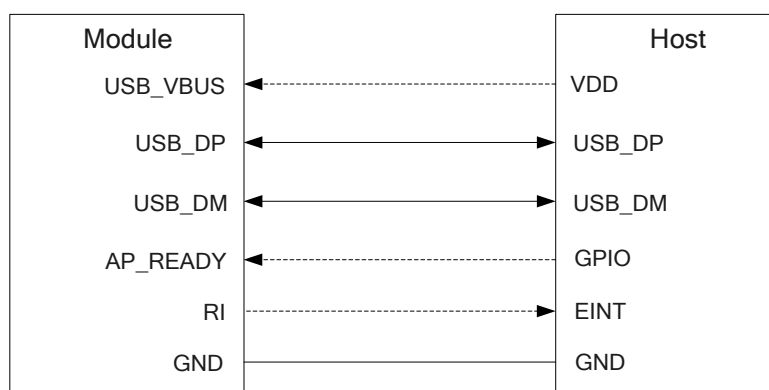 Module Host
USB_VBUS VDD
USB_DP USB_DP
USB_DM USB_DM
AP_READY GPIO
RI EINT
GND GND